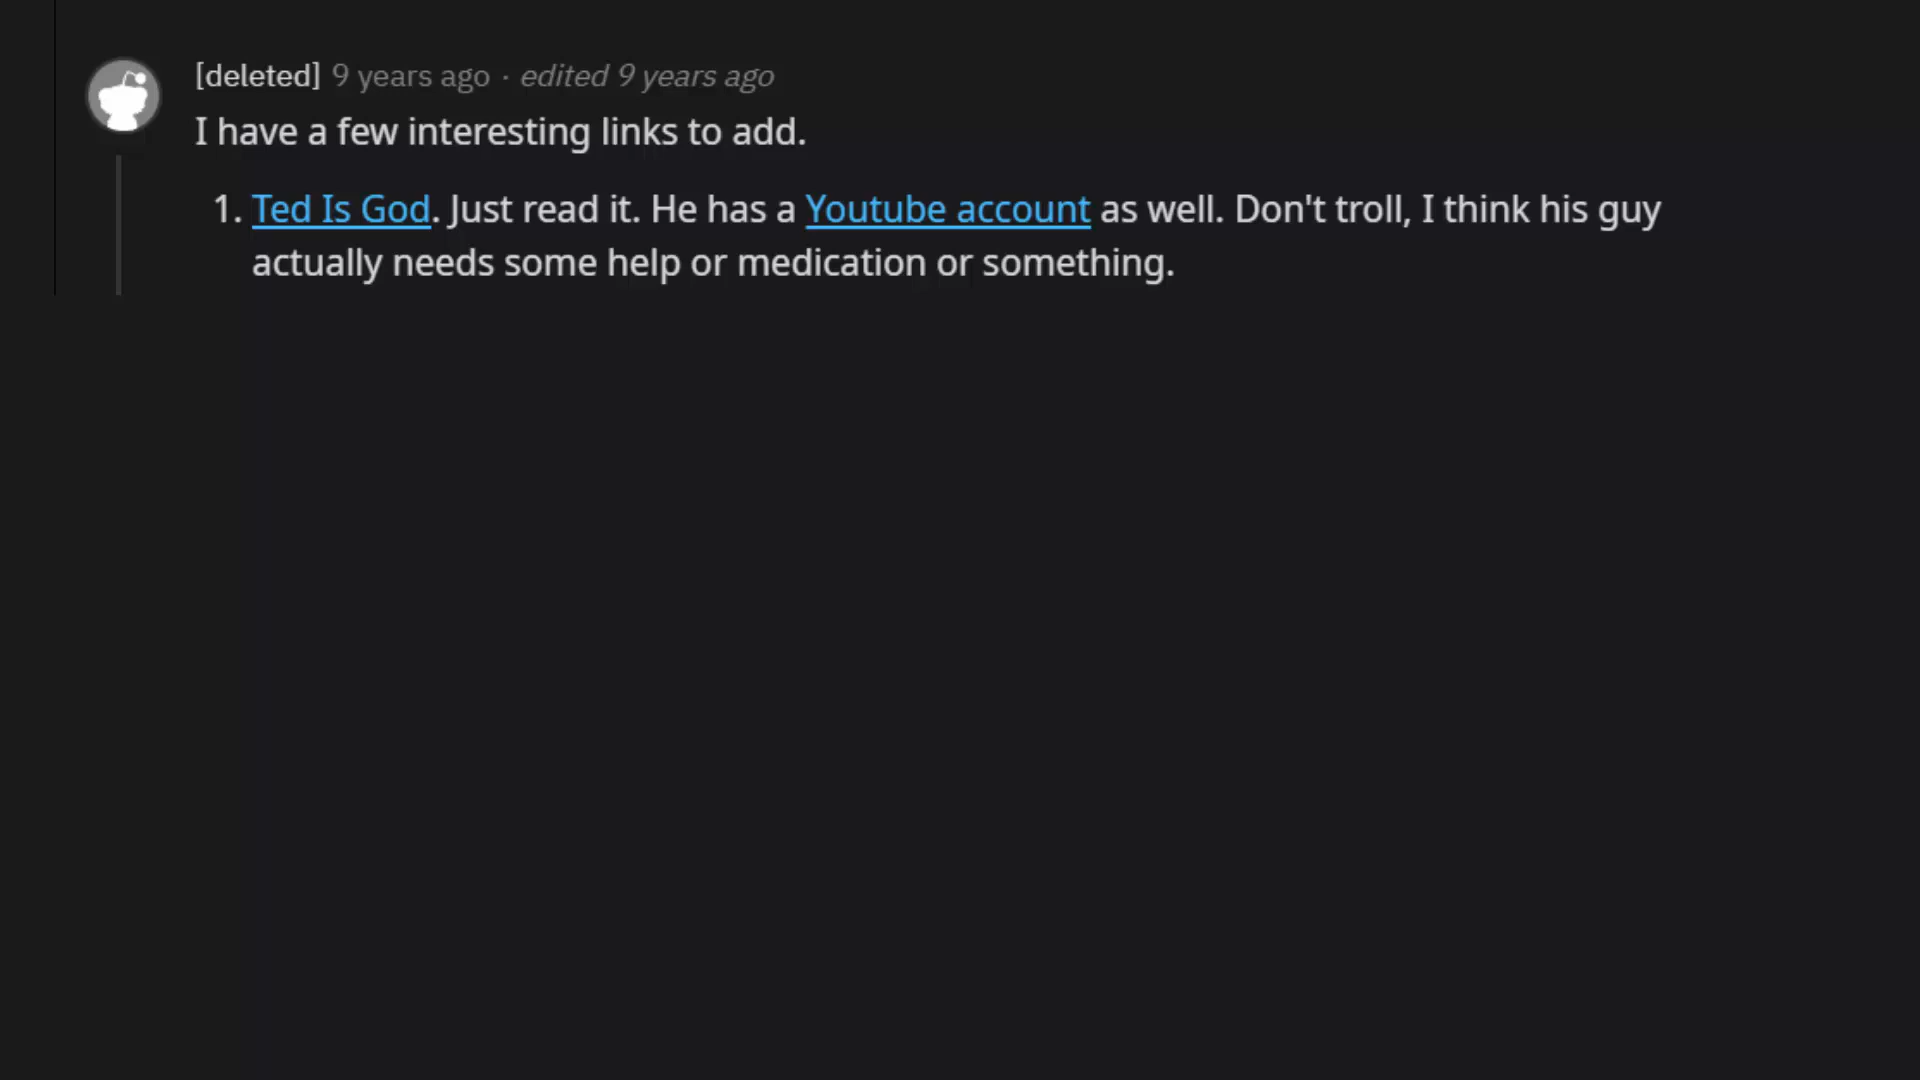 [deleted] 9 years ago · edited 9 years ago
I have a few interesting links to add.
1. Ted Is God. Just read it. He has a Youtube account as well. Don't troll, I think his guy
actually needs some help or medication or something.